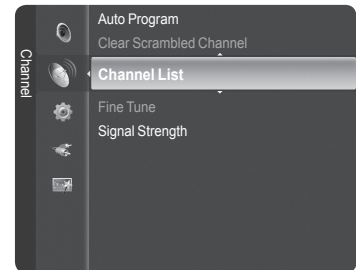 Channel
Auto Program
Clear Scrambled Channel
Channel List
Fine Tune
Signal Strength